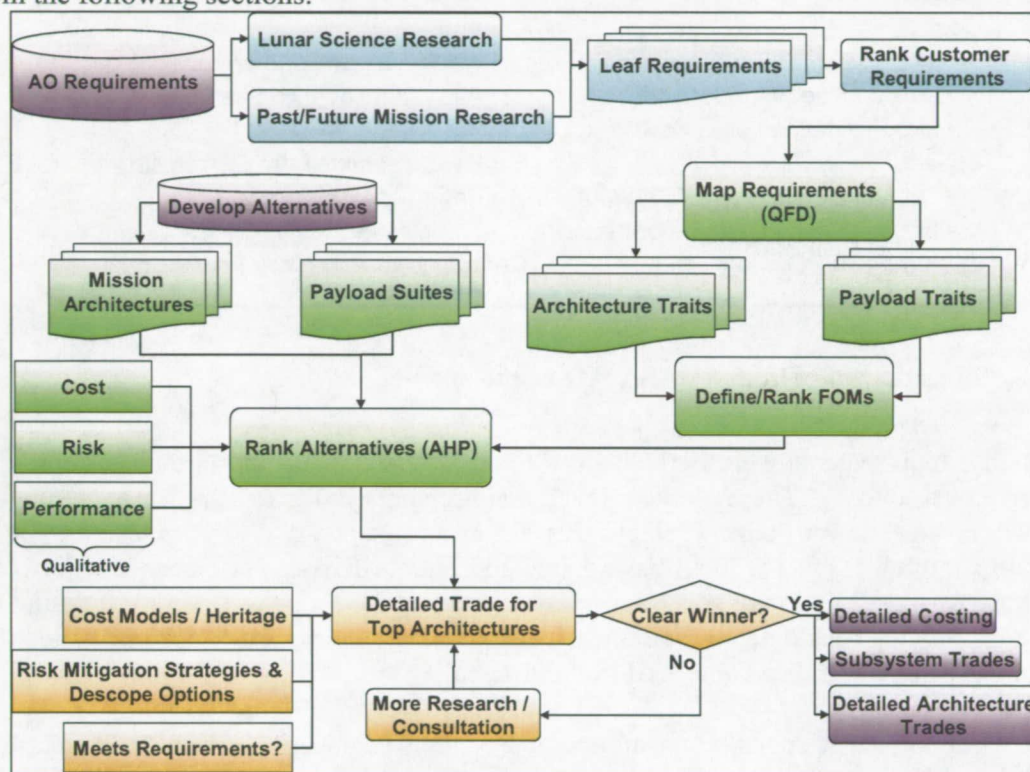 in the following sections.
AO Requirements
Lunar Science Research
Past/Future Mission Research
Leaf Requirements
Rank Customer
Requirements
Map Requirements
(QFD)
Develop Alternatives
Mission
Architectures
Payload Suites
Architecture Traits
Payload Traits
Cost
Risk
Performance
Qualitative
Rank Alternatives (AHP)
Define/Rank FOMs
Cost Models / Heritage
Risk Mitigation Strategies &
Descope Options
Meets Requirements?
Detailed Trade for
Top Architectures
More Research /
Consultation
Clear Winner?
Yes
No
Detailed Costing
Subsystem Trades
Detailed Architecture
Trades